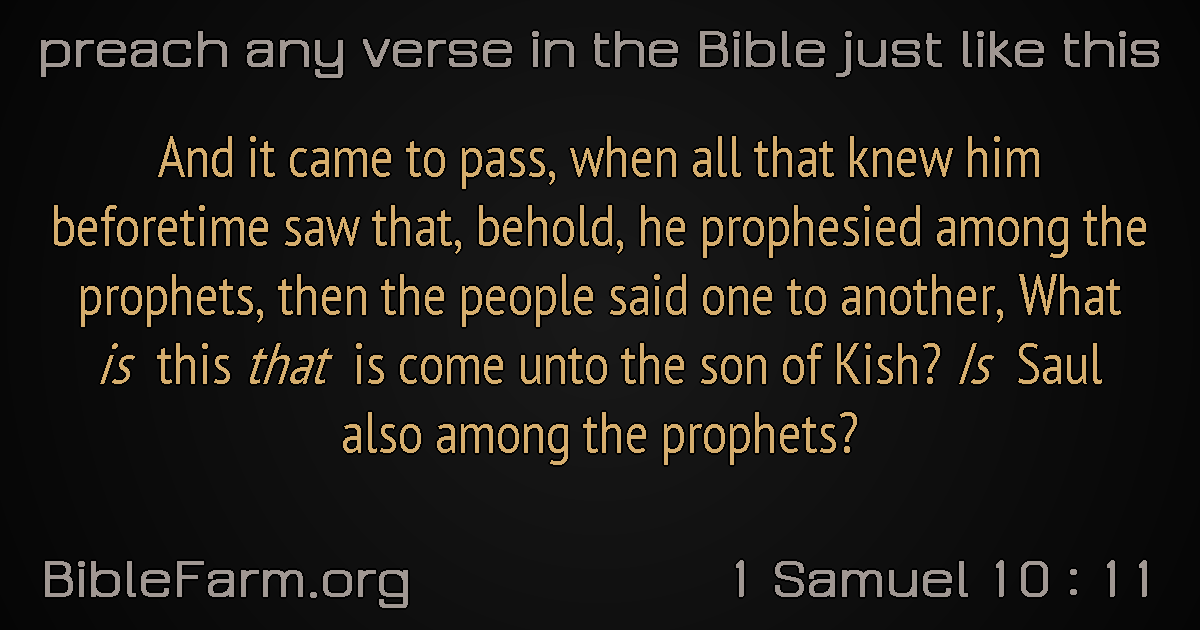 preach any verse in the Bible just like this
And it came to pass, when all that knew him
beforetime saw that, behold, he prophesied among the
prophets, then the people said one to another, What
is this that is come unto the son of Kish? Is Saul
also among the prophets?
BibleFarm.org
1 Samuel 10 : 11